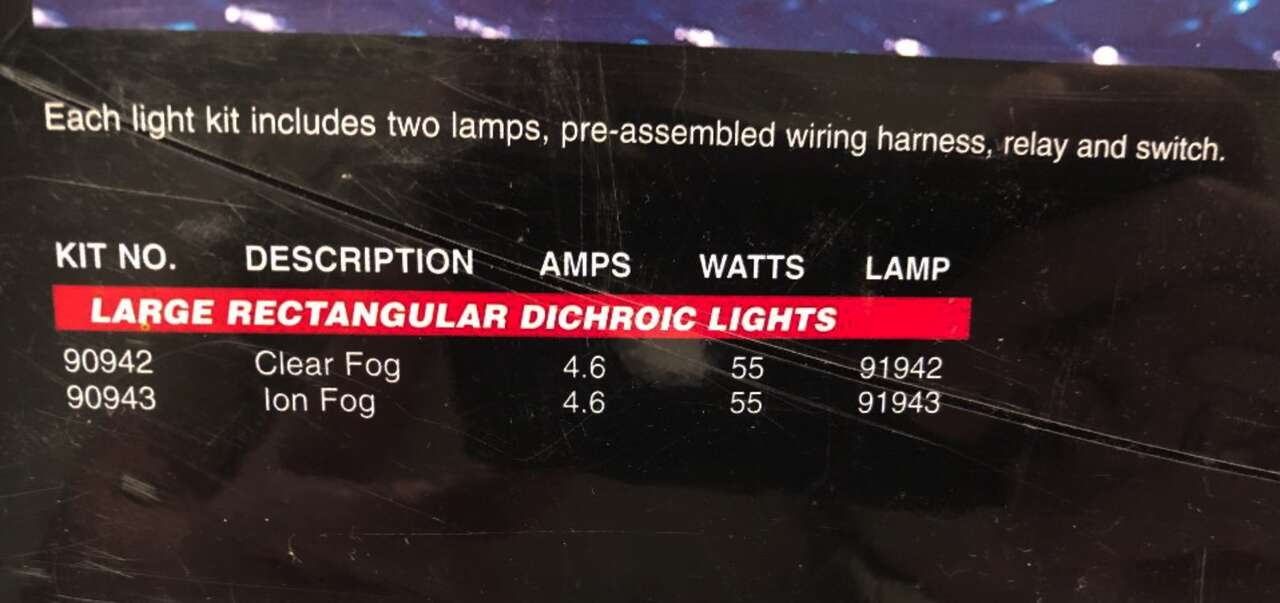 Each light kit includes two lamps, pre-assembled wiring harness, relay and switch.
KIT NO. DESCRIPTION AMPS WATTS LAMP
LARGE RECTANGULAR DICHROIC LIGHTS
90942 Clear Fog 4.6 55 91942
90943 Ion Fog 4.6 55 91943